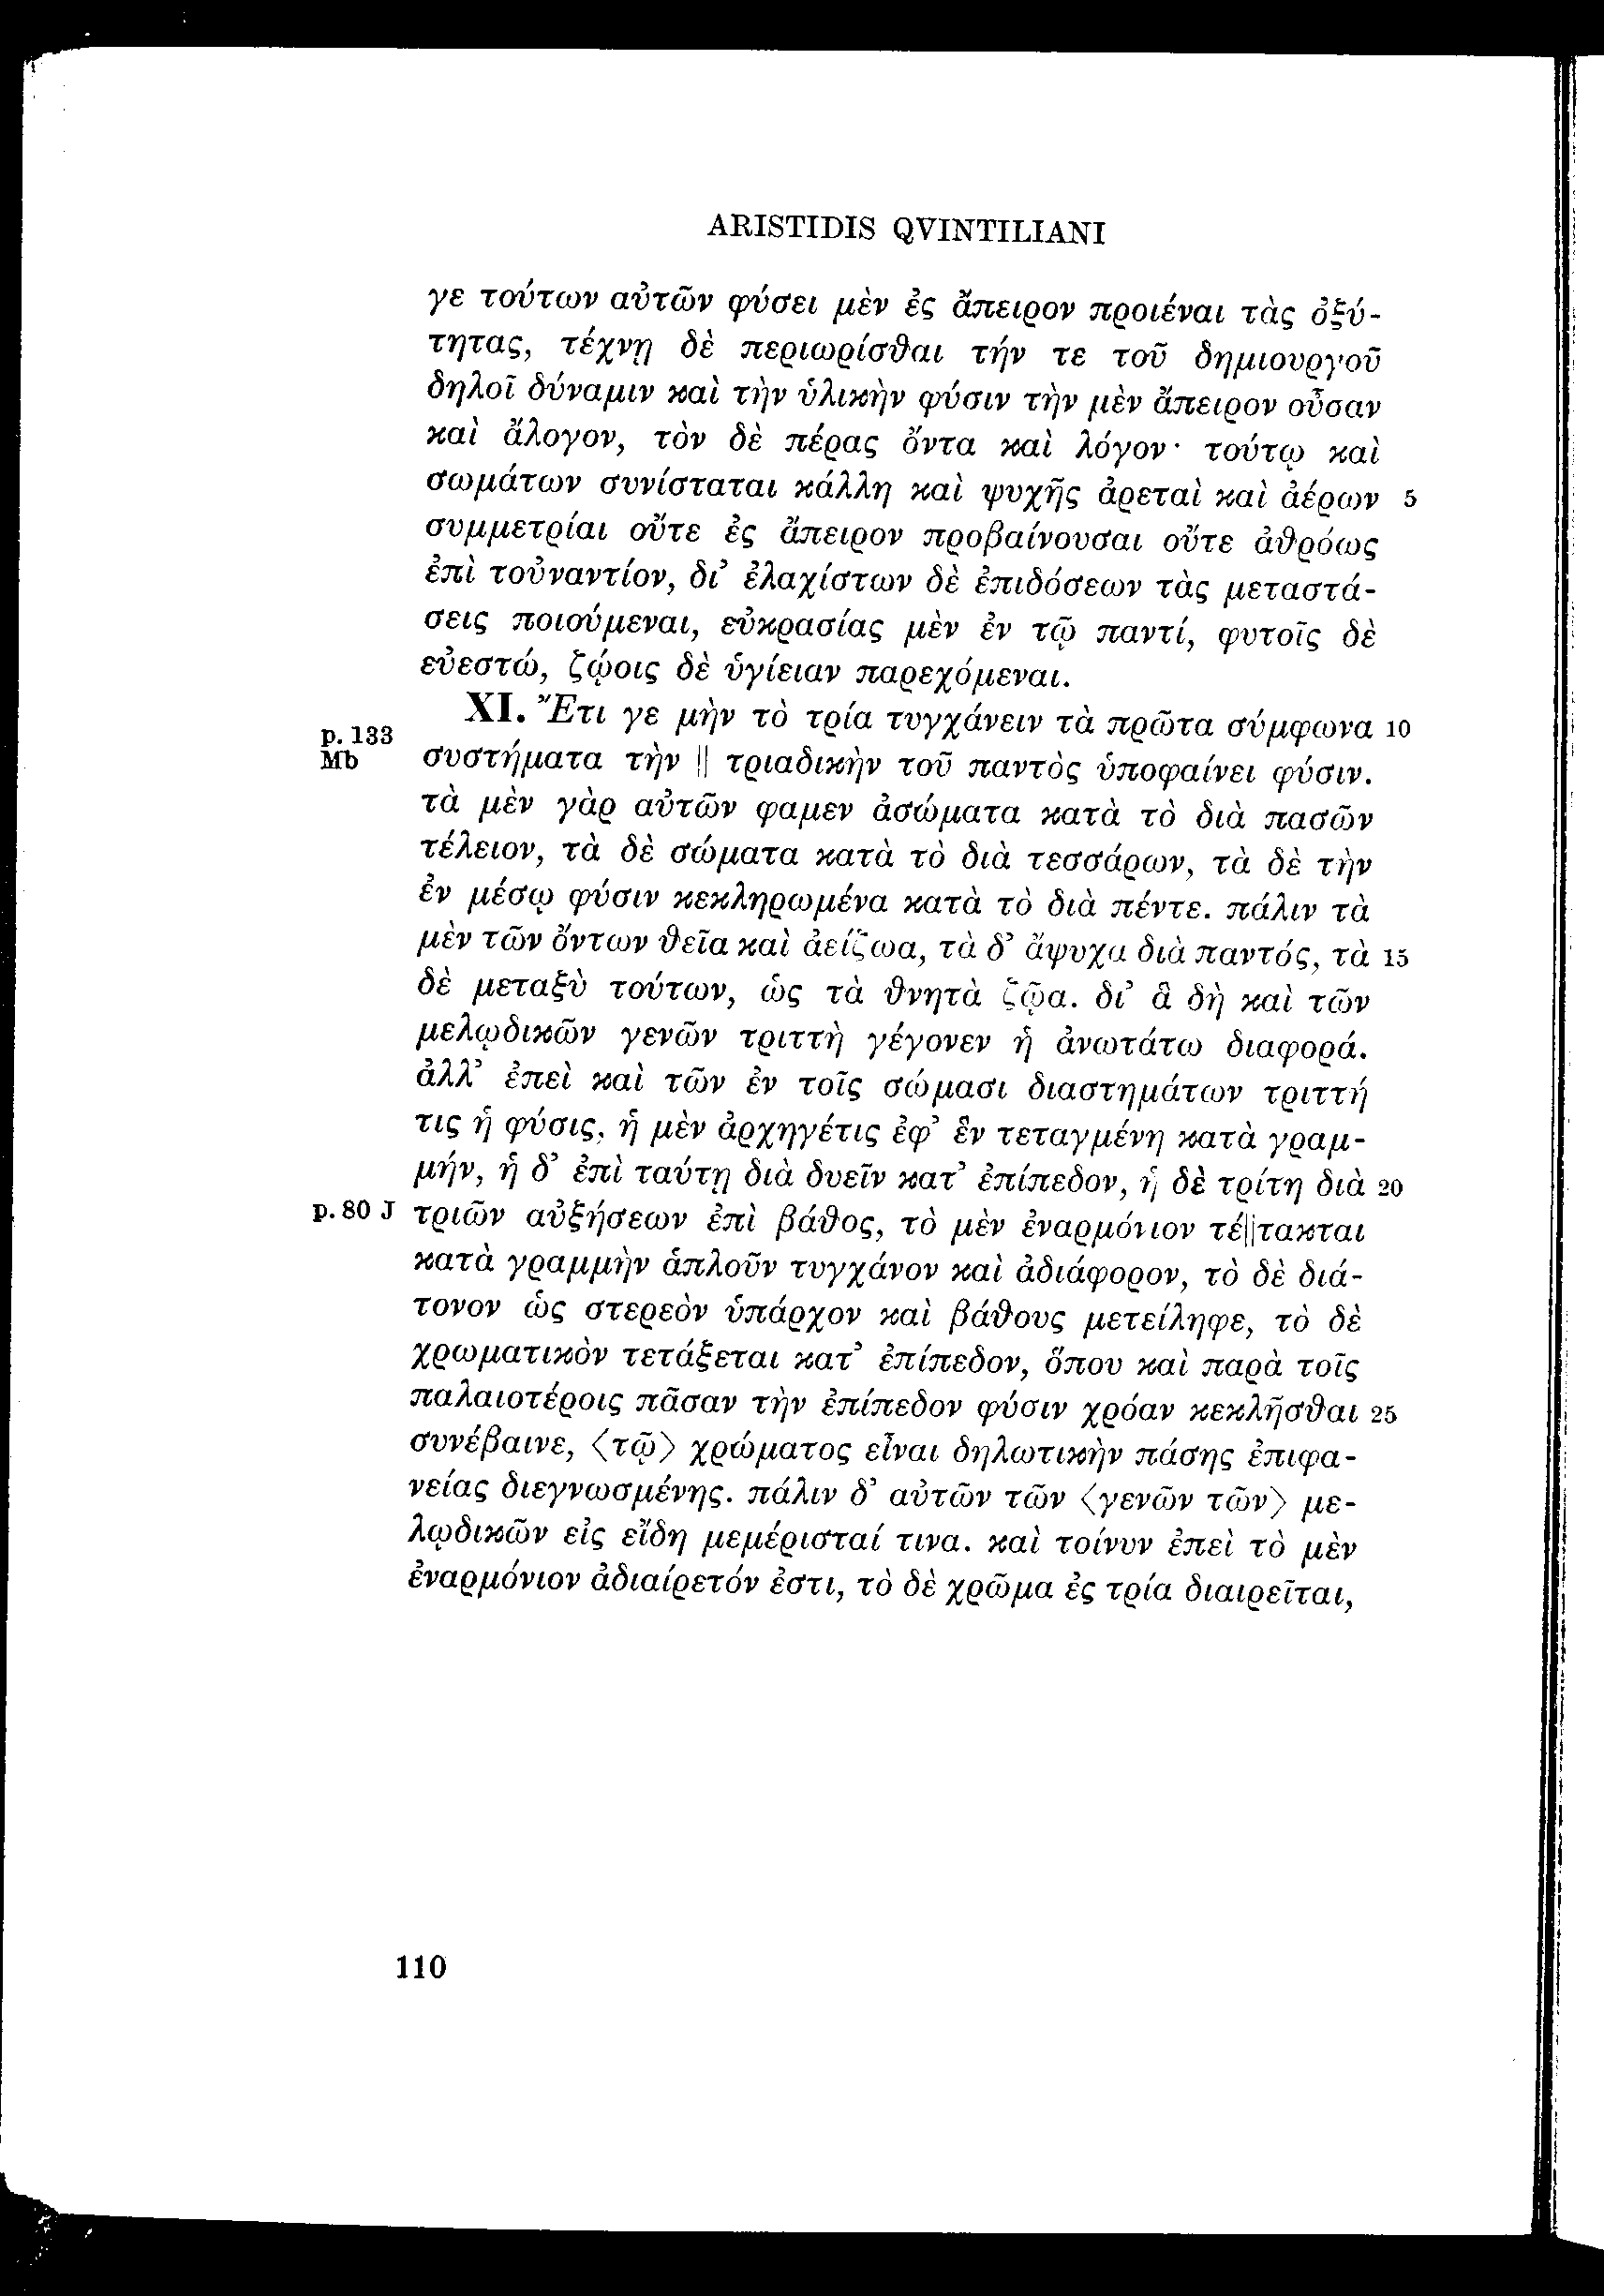 ARISTIDIS QVINTILIANI
γε τούτων αὐτῶν φύσει μὲν ἐς ἄπειρον προιέναι τὰς ὀξύ-
τητας, τέχνῃ δὲ περιωρίσθαι τήν τε τοῦ δημιουργοῦ
δηλοῖ δύναμιν καὶ τὴν ὑλικὴν φύσιν τὴν μὲν ἄπειρον οὖσαν
καὶ ἄλογον, τὸν δὲ πέρας ὄντα καὶ λόγον· τούτῳ καὶ
σωμάτων συνίσταται κάλλη καὶ ψυχῆς ἀρεταὶ καὶ ἀέρων 5
συμμετρίαι οὔτε ἐς ἄπειρον προβαίνουσαι οὔτε ἀθρόως
ἐπὶ τοὐναντίον, δι’ ἐλαχίστων δὲ ἐπιδόσεων τὰς μεταστά-
σεις ποιούμεναι, εὐκρασίας μὲν ἐν τῷ παντί, φυτοῖς δὲ
εὐεστώ, ζῴοις δὲ ὑγίειαν παρεχόμεναι.
XI. Ἔτι γε μὴν τὸ τρία τυγχάνειν τὰ πρῶτα σύμφωνα 10
p. 133 Mb συστήματα τὴν || τριαδικὴν τοῦ παντὸς ὑποφαίνει φύσιν.
τὰ μὲν γὰρ αὐτῶν φαμεν ἀσώματα κατὰ τὸ διὰ πασῶν
τέλειον, τὰ δὲ σώματα κατὰ τὸ διὰ τεσσάρων, τὰ δὲ τὴν
ἐν μέσῳ φύσιν κεκληρωμένα κατὰ τὸ διὰ πέντε. πάλιν τὰ
μὲν τῶν ὄντων θεῖα καὶ ἀείζωα, τὰ δ’ ἄψυχα διὰ παντός, τὰ 15
δὲ μεταξὺ τούτων, ὡς τὰ θνητὰ ζῷα. δι’ ἃ δὴ καὶ τῶν
μελῳδικῶν γενῶν τριττὴ γέγονεν ἡ ἀνωτάτω διαφορά.
ἀλλ’ ἐπεὶ καὶ τῶν ἐν τοῖς σώμασι διαστημάτων τριττή
τις ἡ φύσις, ἡ μὲν ἀρχηγέτις ἐφ’ ἓν τεταγμένη κατὰ γραμ-
μήν, ἡ δ’ ἐπὶ ταύτῃ διὰ δυεῖν κατ’ ἐπίπεδον, ἡ δὲ τρίτη διὰ 20
p. 80 J τριῶν αὐξήσεων ἐπὶ βάθος, τὸ μὲν ἐναρμόνιον τέ||τακται
κατὰ γραμμὴν ἁπλοῦν τυγχάνον καὶ ἀδιάφορον, τὸ δὲ διά-
τονον ὡς στερεὸν ὑπάρχον καὶ βάθους μετείληφε, τὸ δὲ
χρωματικὸν τετάξεται κατ’ ἐπίπεδον, ὅπου καὶ παρὰ τοῖς
παλαιοτέροις πᾶσαν τὴν ἐπίπεδον φύσιν χρόαν κεκλῆσθαι 25
συνέβαινε, ⟨τῷ⟩ χρώματος εἶναι δηλωτικὴν πάσης ἐπιφα-
νείας διεγνωσμένης. πάλιν δ’ αὐτῶν τῶν ⟨γενῶν τῶν⟩ με-
λῳδικῶν εἰς εἴδη μεμέρισταί τινα. καὶ τοίνυν ἐπεὶ τὸ μὲν
ἐναρμόνιον ἀδιαίρετόν ἐστι, τὸ δὲ χρῶμα ἐς τρία διαιρεῖται,
110